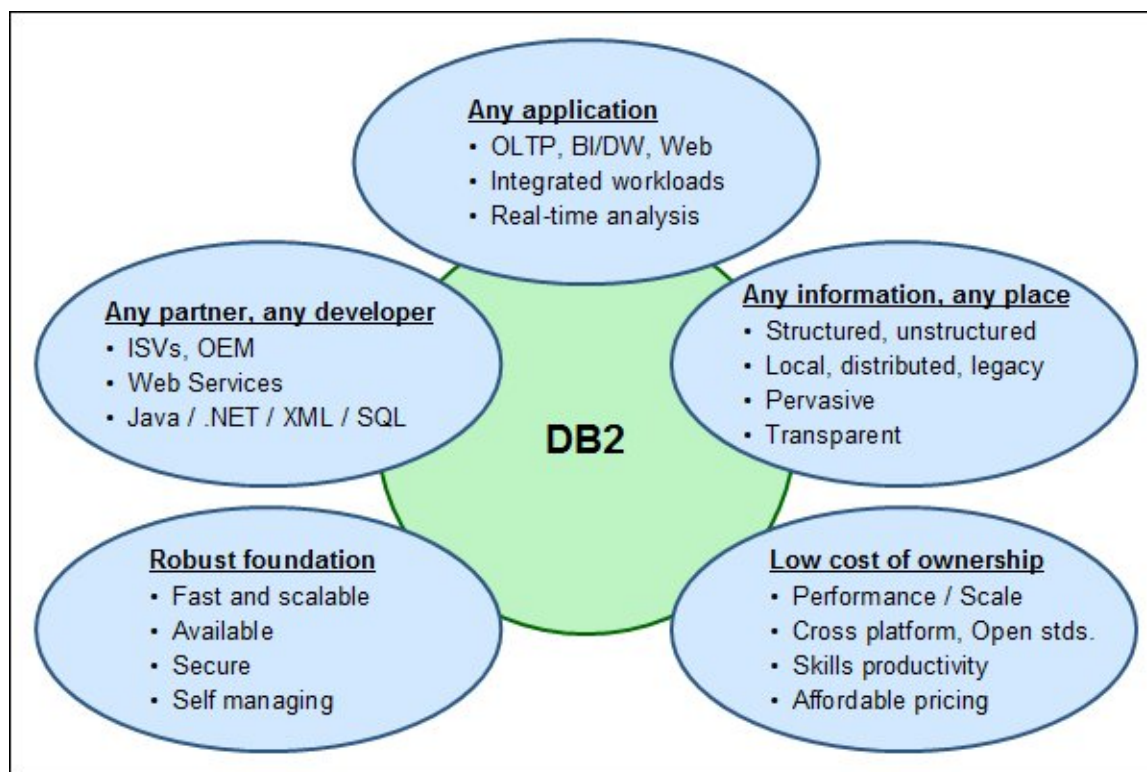 Any application
• OLTP, BI/DW, Web
• Integrated workloads
• Real-time analysis
Any partner, any developer
• ISVs, OEM
• Web Services
• Java / .NET / XML / SQL
Any information, any place
• Structured, unstructured
• Local, distributed, legacy
• Pervasive
• Transparent
DB2
Robust foundation
• Fast and scalable
• Available
• Secure
• Self managing
Low cost of ownership
• Performance / Scale
• Cross platform, Open stds.
• Skills productivity
• Affordable pricing